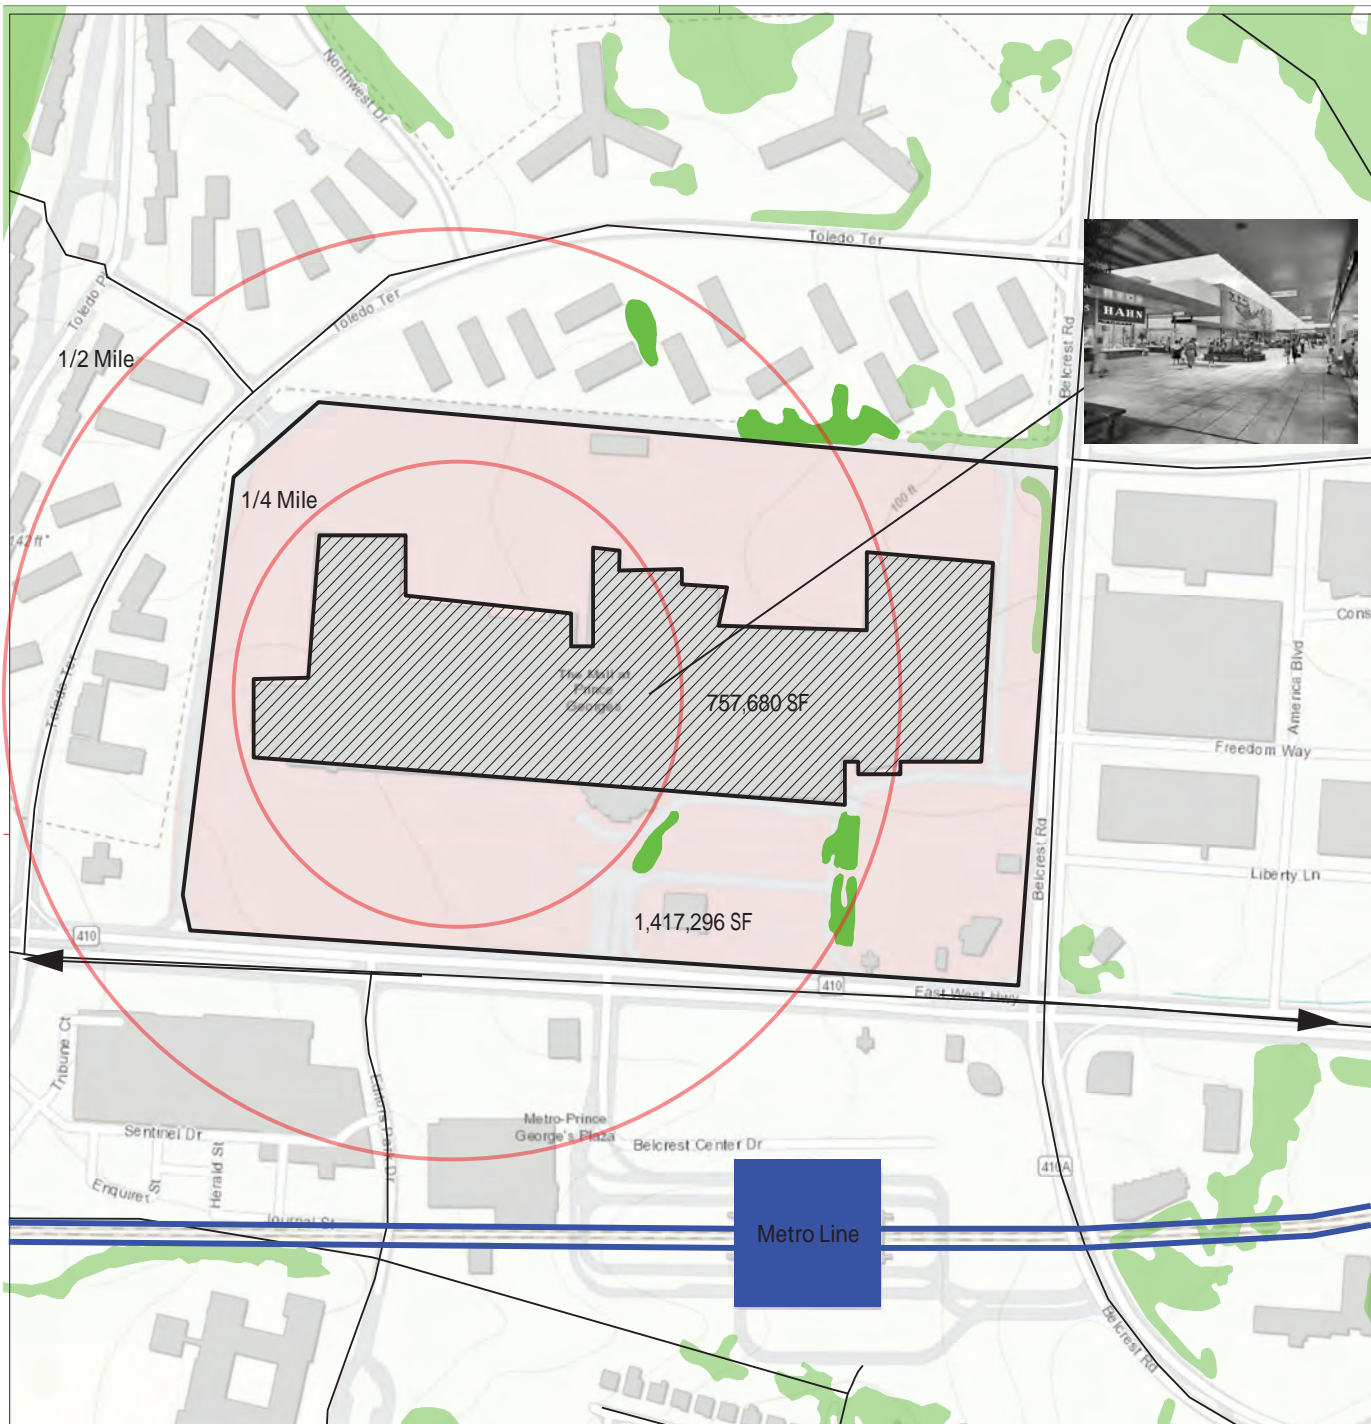 Northwest Dr
Toledo Ter
Toledo Pl
Toledo Ter
1/2 Mile
Belcrest Rd
HAHN
1/4 Mile
100 ft
42 ft
Cons
The Mall at
Prince
Georges
757,680 SF
America Blvd
Toledo Ter
Freedom Way
Belcrest Rd
Liberty Ln
1,417,296 SF
410
410
East West Hwy
Tribune Ct
Metro-Prince
George's Plaza
Sentinel Dr
Belcrest Center Dr
Herald St
410A
Enquirer St
Journal St
Metro Line
Belcrest Rd